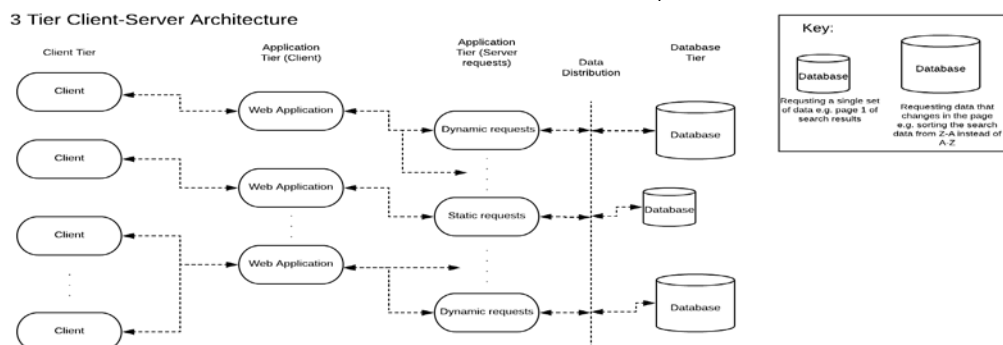 3 Tier Client-Server Architecture
Client Tier
Application
Tier (Client)
Application
Tier (Server
requests)
Data
Distribution
Database
Tier
Key:
Database
Requsting a single set
of data e.g. page 1 of
search results
Database
Requesting data that
changes in the page
e.g. sorting the search
data from Z-A instead of
A-Z
Client
Web Application
Dynamic requests
Database
Client
Web Application
Static requests
Database
Client
Web Application
Dynamic requests
Database
Client